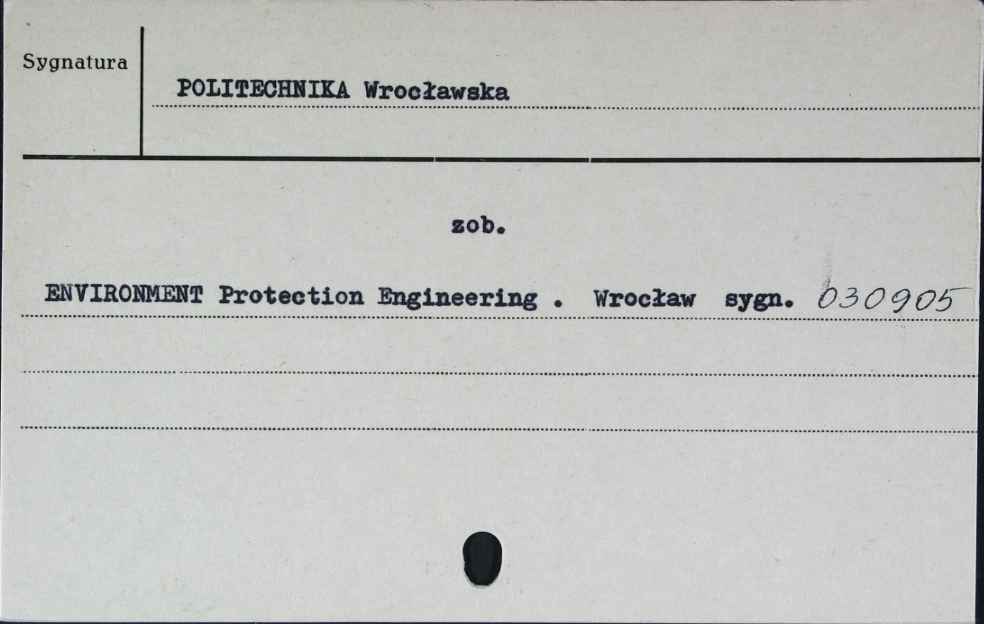 Sygnatura
POLITECHNIKA Wrocławska
zob.
ENVIRONMENT Protection Engineering . Wrocław sygn. 030905